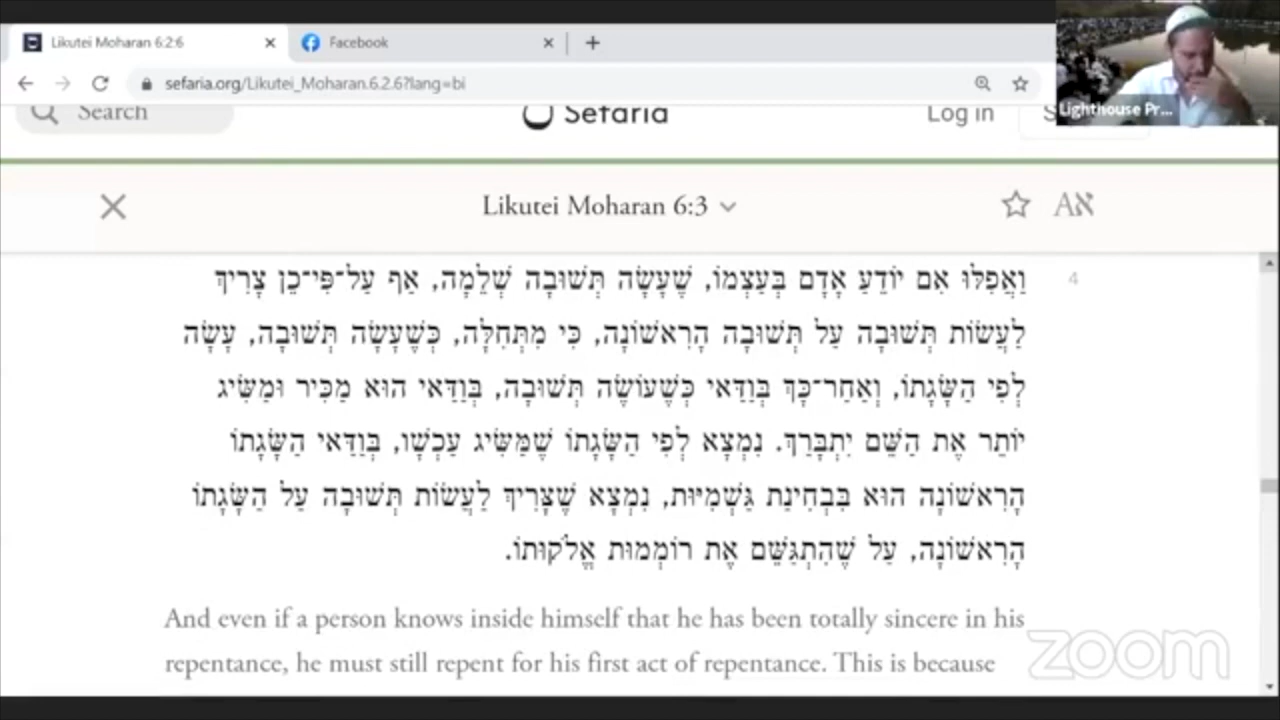 Likutei Moharan 6:2:6
Facebook
sefaria.org/Likutei_Moharan.6.2.6?lang=bi
Lighthouse Pr...
Search
Sefaria
Log in
S
Likutei Moharan 6:3
Aא
וַאֲפִלּוּ אִם יוֹדֵעַ אָדָם בְּעַצְמוֹ, שֶׁעָשָׂה תְּשׁוּבָה שְׁלֵמָה, אַף עַל־פִּי־כֵן צָרִיךְ
4
לַעֲשׂוֹת תְּשׁוּבָה עַל תְּשׁוּבָה הָרִאשׁוֹנָה, כִּי מִתְּחִלָּה, כְּשֶׁעָשָׂה תְּשׁוּבָה, עָשָׂה
לְפִי הַשָּׂגָתוֹ, וְאַחַר־כָּךְ בְּוַדַּאי כְּשֶׁעוֹשֶׂה תְּשׁוּבָה, בְּוַדַּאי הוּא מַכִּיר וּמַשִּׂיג
יוֹתֵר אֶת הַשֵּׁם יִתְבָּרַךְ. נִמְצָא לְפִי הַשָּׂגָתוֹ שֶׁמַּשִּׂיג עַכְשָׁו, בְּוַדַּאי הַשָּׂגָתוֹ
הָרִאשׁוֹנָה הוּא בִּבְחִינַת גַּשְׁמִיּוּת, נִמְצָא שֶׁצָּרִיךְ לַעֲשׂוֹת תְּשׁוּבָה עַל הַשָּׂגָתוֹ
הָרִאשׁוֹנָה, עַל שֶׁהִתְגַּשֵּׁם אֶת רוֹמְמוּת אֱלֹקוּתוֹ.
And even if a person knows inside himself that he has been totally sincere in his
repentance, he must still repent for his first act of repentance. This is because
zoom